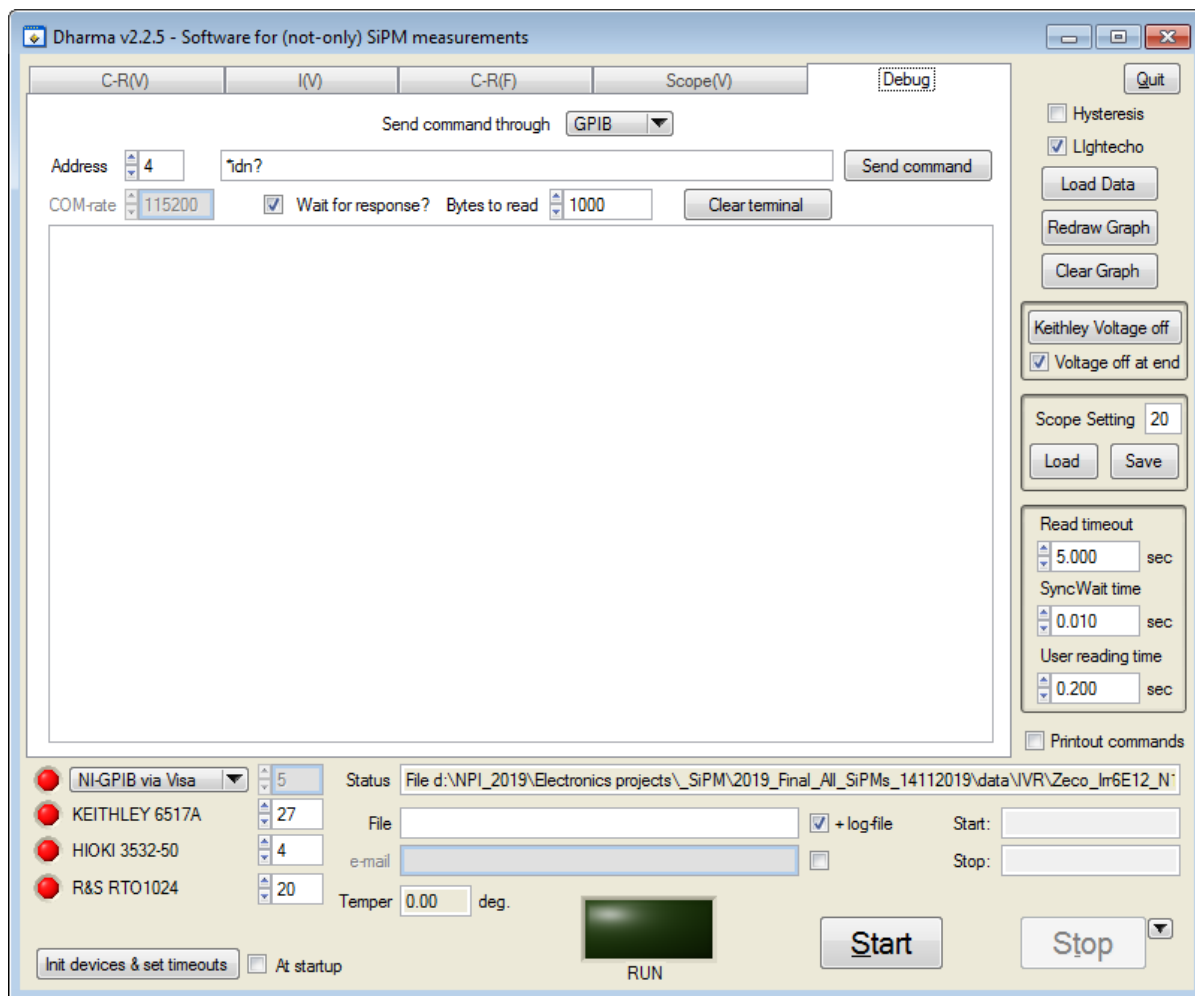 Dharma v2.2.5 - Software for (not-only) SiPM measurements
C-R(V) I(V) C-R(F) Scope(V) Debug Quit
Send command through GPIB
Hysteresis
LIghtecho
Address 4 *idn? Send command
Load Data
COM-rate 115200 Wait for response? Bytes to read 1000 Clear terminal
Redraw Graph
Clear Graph
Keithley Voltage off
Voltage off at end
Scope Setting 20
Load Save
Read timeout
5.000 sec
SyncWait time
0.010 sec
User reading time
0.200 sec
Printout commands
NI-GPIB via Visa 5 Status File d:\NPI_2019\Electronics projects\_SiPM\2019_Final_All_SiPMs_14112019\data\IVR\Zeco_Irr6E12_N
KEITHLEY 6517A 27 File + log-file Start:
HIOKI 3532-50 4 e-mail Stop:
R&S RTO1024 20 Temper 0.00 deg.
Init devices & set timeouts At startup RUN Start Stop